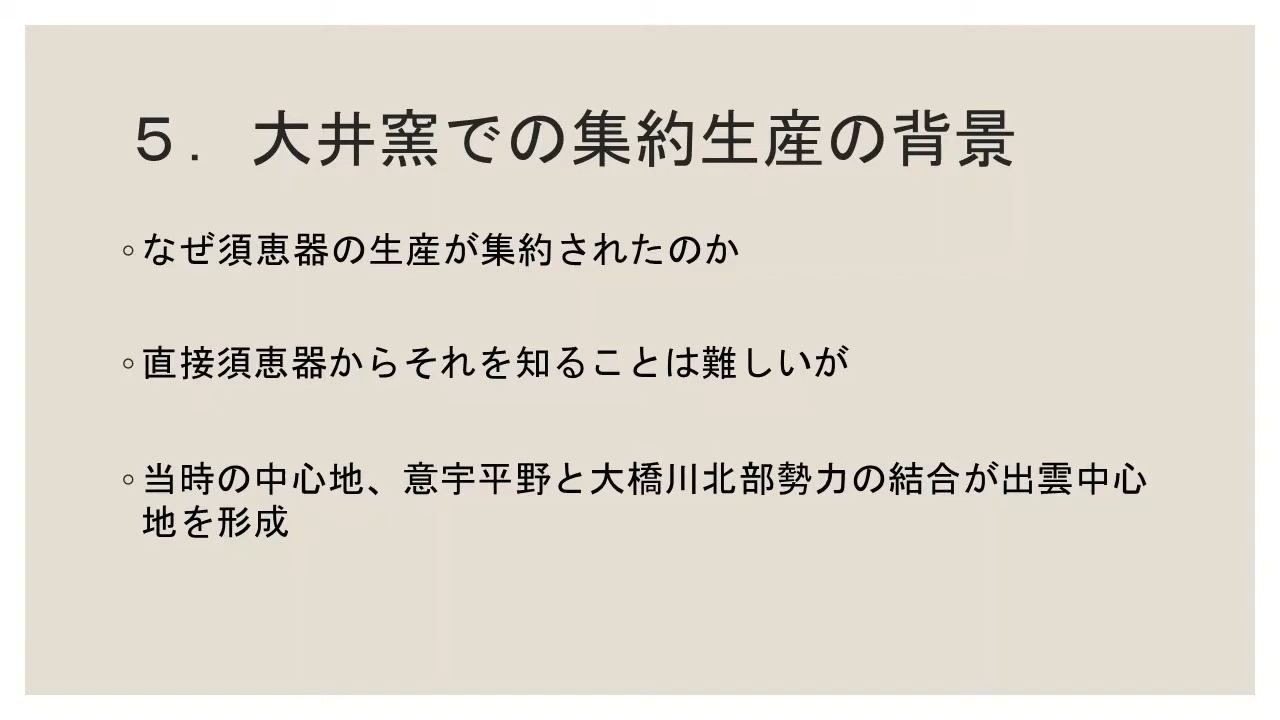 ５． 大井窯での集約生産の背景
◦なぜ須恵器の生産が集約されたのか
◦直接須恵器からそれを知ることは難しいが
◦当時の中心地、意宇平野と大橋川北部勢力の結合が出雲中心
地を形成